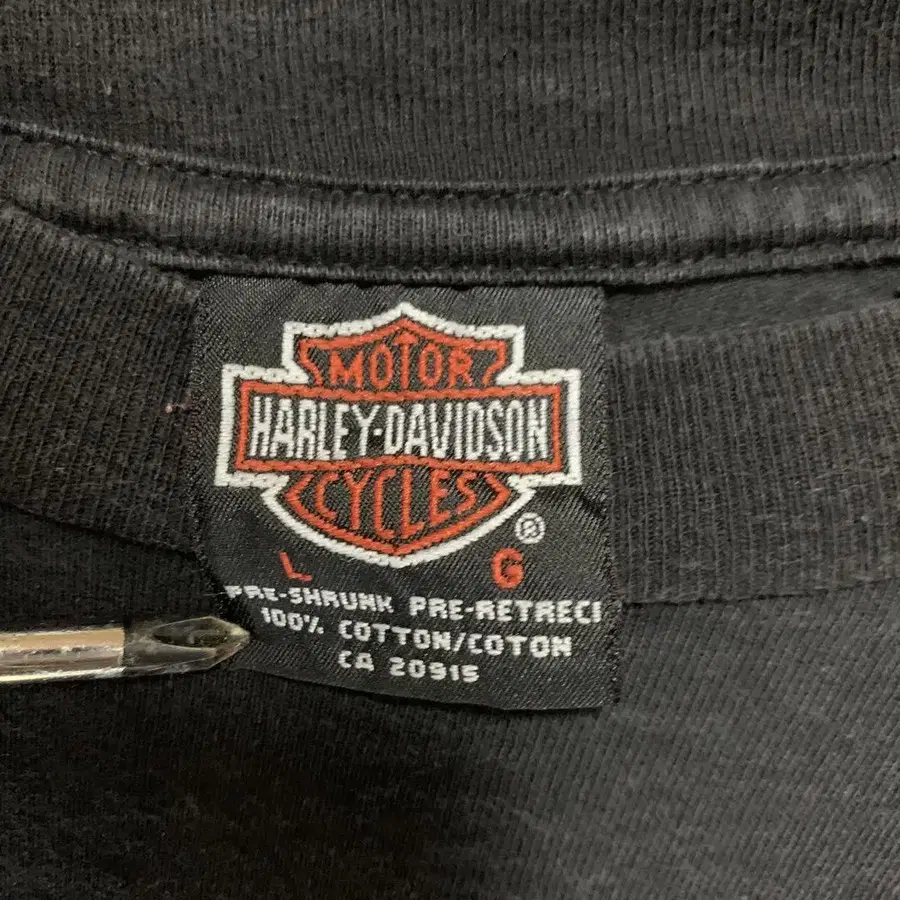 MOTOR
HARLEY-DAVIDSON
CYCLES
®
L G
PRE-SHRUNK PRE-RETRECI
100% COTTON/COTON
CA 20915